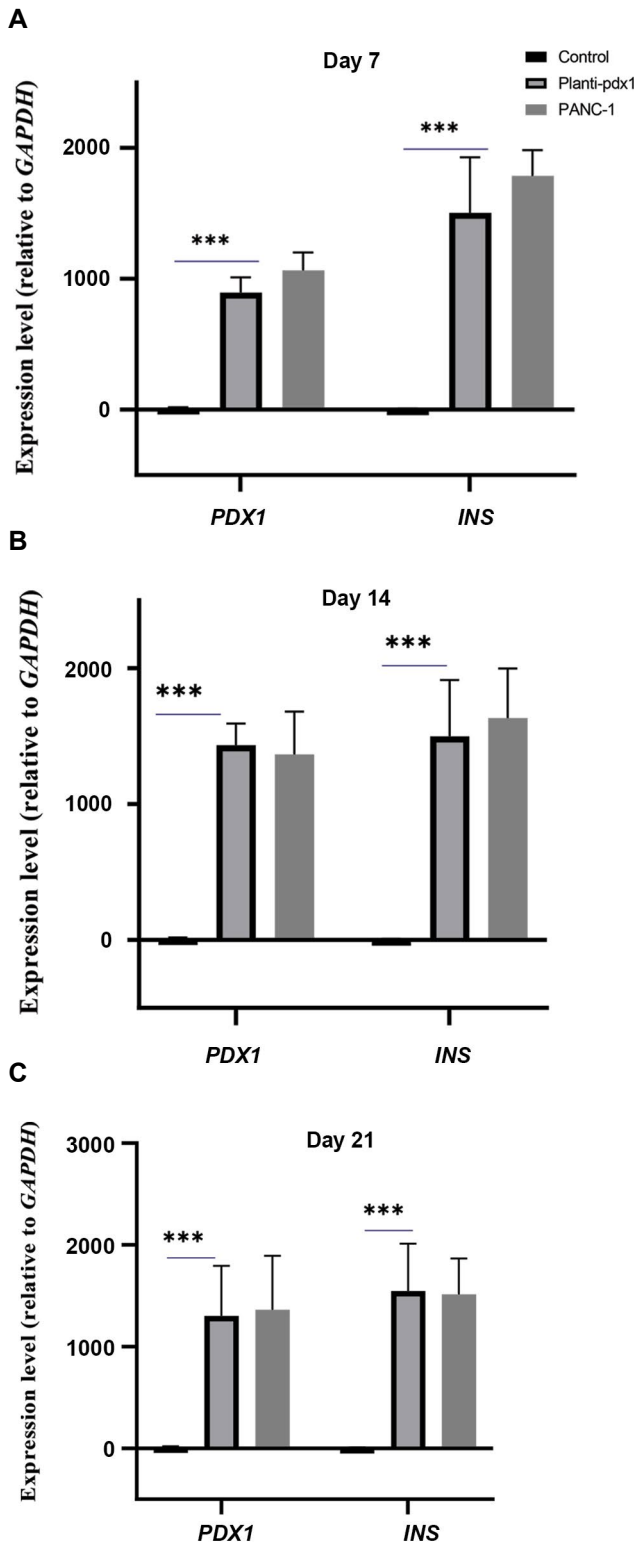 A
Day 7
Control
Planti-pdx1
PANC-1
Expression level (relative to GAPDH)
2000
1000
0
***
***
PDX1
INS
B
Day 14
Expression level (relative to GAPDH)
2000
1000
0
***
***
PDX1
INS
C
Day 21
Expression level (relative to GAPDH)
3000
2000
1000
0
***
***
PDX1
INS